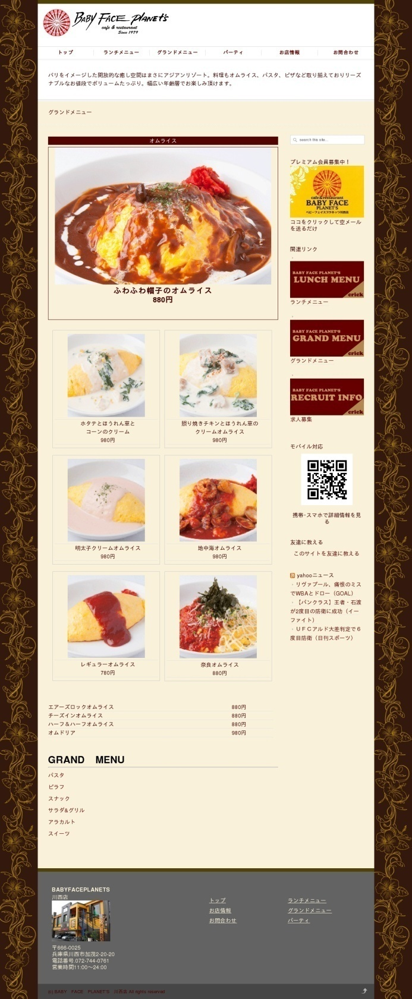 BABY FACE PLANET'S
cafe & restaurant
Since 1979
トップ
ランチメニュー
グランドメニュー
パーティ
お店情報
お問合わせ
バリをイメージした開放的な癒し空間はまさにアジアンリゾート。料理もオムライス、パスタ、ピザなど取り揃えておりリーズ
ナブルなお値段でボリュームたっぷり。幅広い年齢層でお楽しみ頂けます。
グランドメニュー
オムライス
ふわふわ帽子のオムライス
880円
ホタテとほうれん草と
コーンのクリーム
980円
照り焼きチキンとほうれん草の
クリームオムライス
980円
明太子クリームオムライス
980円
地中海オムライス
980円
レギュラーオムライス
780円
奈良オムライス
880円
エアーズロックオムライス 880円
チーズインオムライス 880円
ハーフ＆ハーフオムライス 880円
オムドリア 980円
GRAND　MENU
パスタ
ピラフ
スナック
サラダ&グリル
アラカルト
スイーツ
search this site...
プレミアム会員募集中！
cafe&restaurant
BABY FACE
PLANET'S
ベビーフェイスプラネッツ川西店
ココをクリックして空メール
を送るだけ
関連リンク
BABY FACE PLANET'S
LUNCH MENU
crick
ランチメニュー
BABY FACE PLANET'S
GRAND MENU
crick
グランドメニュー
BABY FACE PLANET'S
RECRUIT INFO
crick
求人募集
モバイル対応
携帯･スマホで詳細情報を見
る
友達に教える
このサイトを友達に教える
yahooニュース
リヴァプール、痛恨のミス
でWBAとドロー（GOAL）
【パンクラス】王者・石渡
が2度目の防衛に成功（イー
ファイト）
ＵＦＣアルド大差判定で６
度目防衛（日刊スポーツ）
BABYFACEPLANETS
川西店
〒666-0025
兵庫県川西市加茂2-20-20
電話番号.072-744-0761
営業時間11:00〜24:00
トップ
お店情報
お問合わせ
ランチメニュー
グランドメニュー
パーティ
(c) BABY　FACE　PLANET'S　川西店 All rights reserved